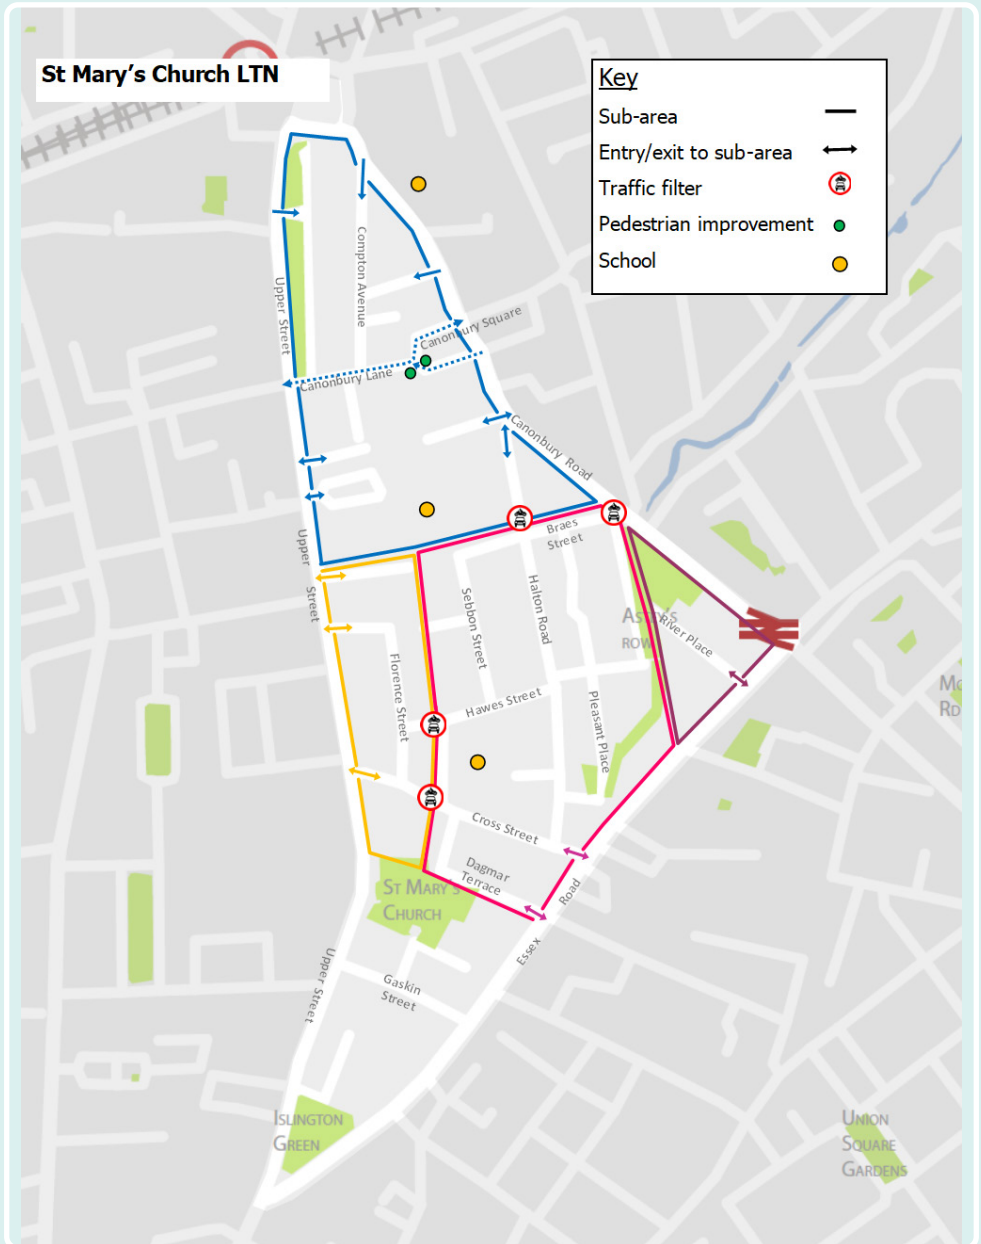 St Mary's Church LTN
Key
Sub-area
Entry/exit to sub-area
Traffic filter
Pedestrian improvement
School
Compton Avenue
Upper Street
Canonbury Square
Canonbury Lane
Canonbury Road
Upper
Street
Braes
Street
Halton Road
Sebbon Street
River Place
Florence Street
Hawes Street
Pleasant Place
ROW
Cross Street
Dagmar
Terrace
ST MARY'S
CHURCH
Essex
Road
Upper Street
Gaskin
Street
ISLINGTON
GREEN
UNION
SQUARE
GARDENS
RD